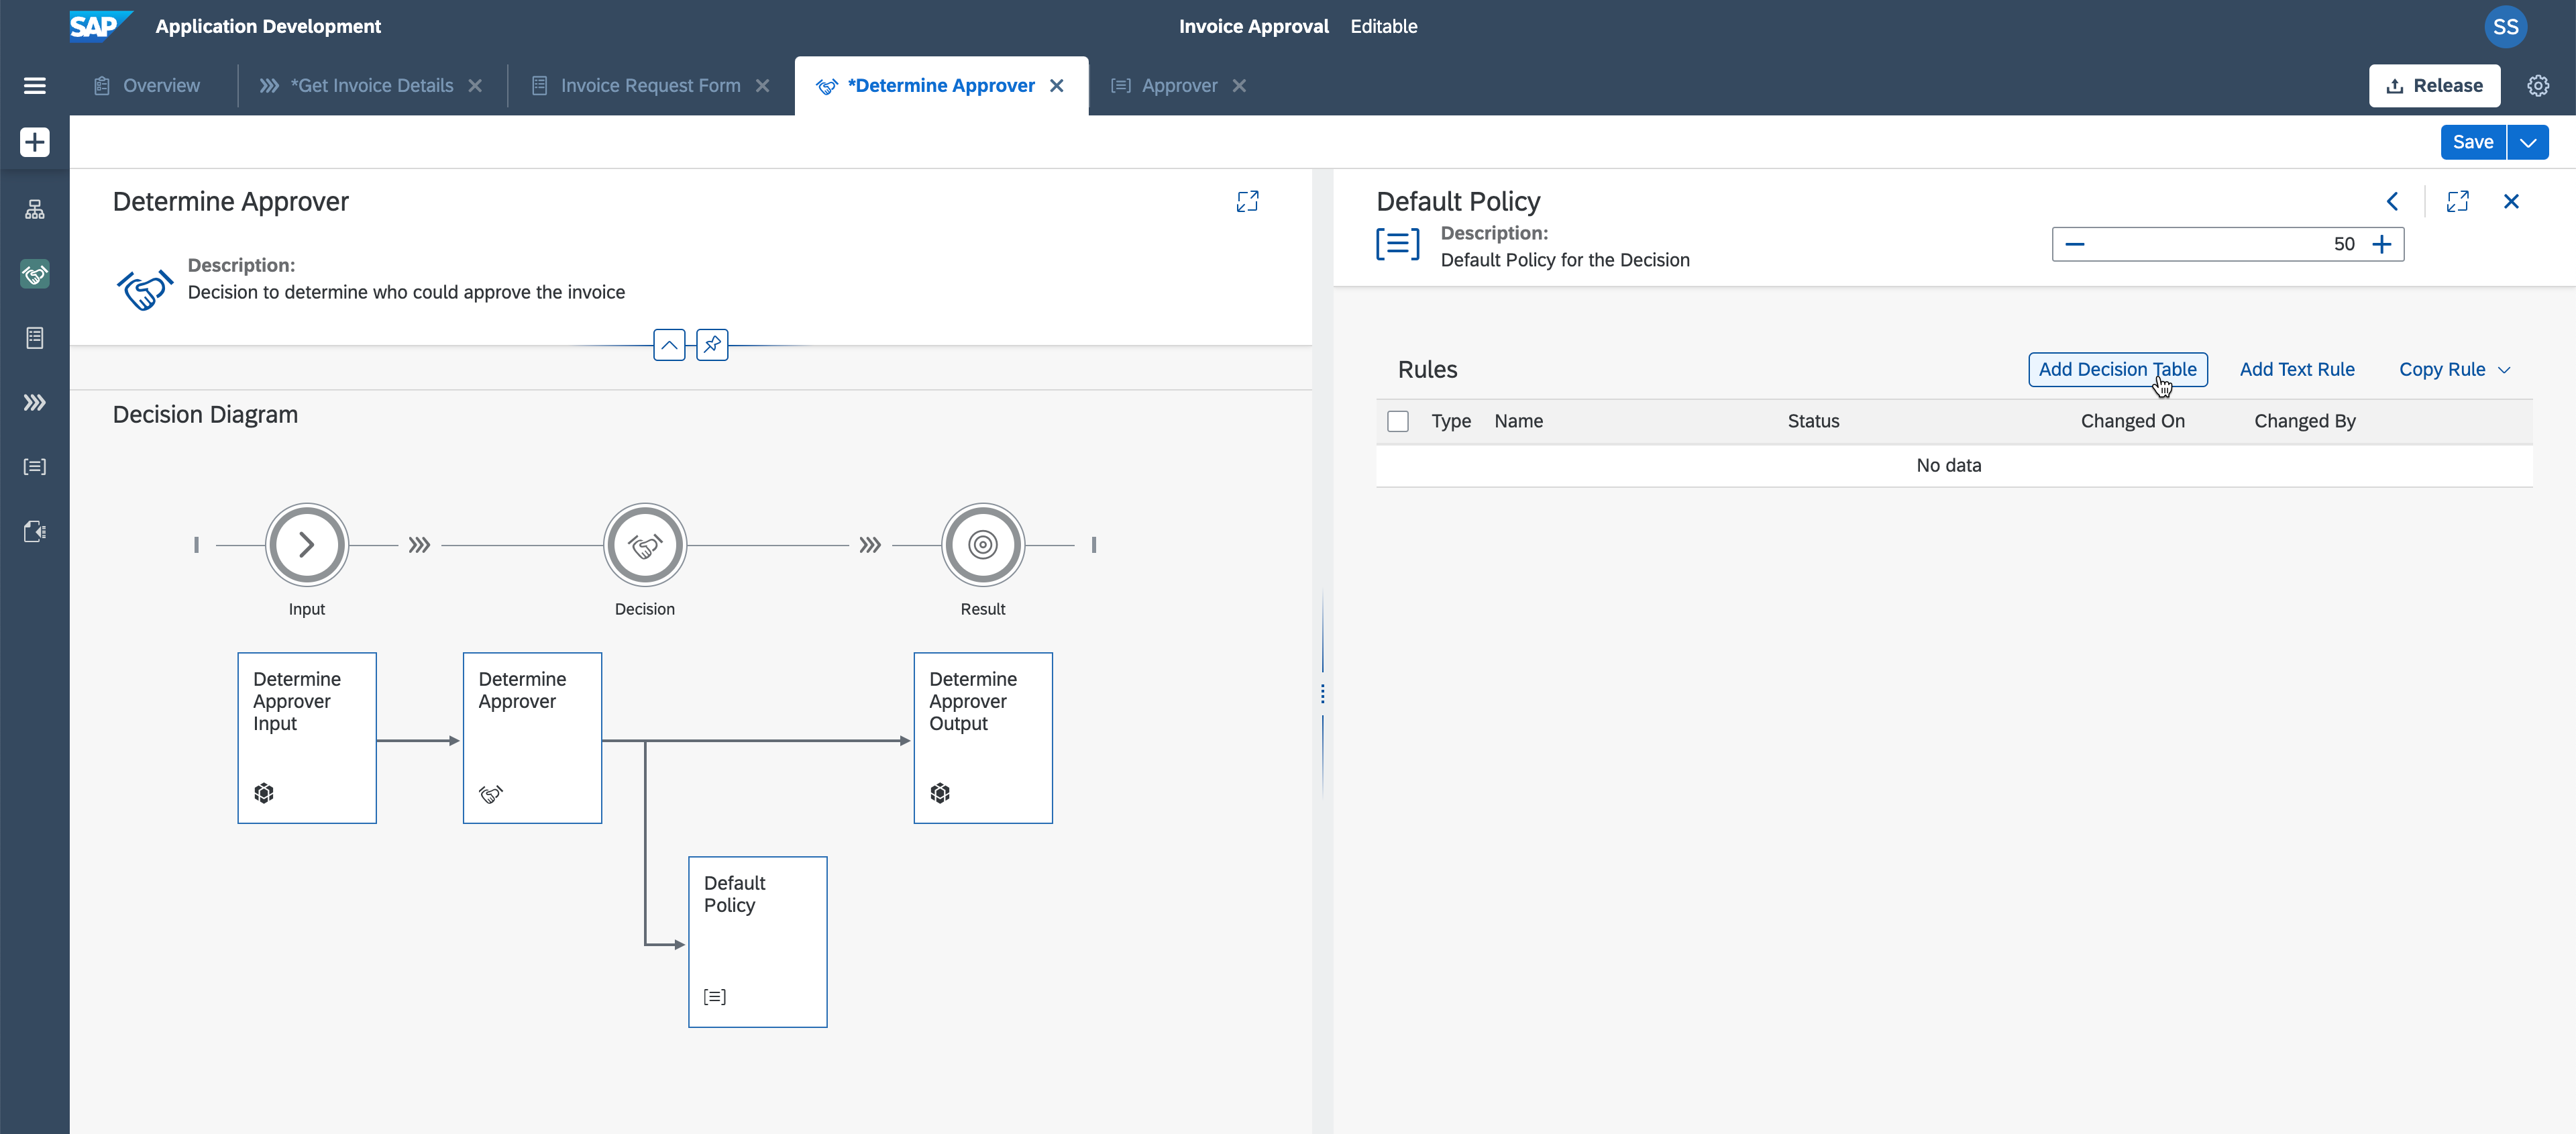 SAP Application Development
Invoice Approval Editable
SS
Overview
*Get Invoice Details
Invoice Request Form
*Determine Approver
Approver
Release
Save
Determine Approver
Description:
Decision to determine who could approve the invoice
Decision Diagram
Input
Decision
Result
Determine
Approver
Input
Determine
Approver
Determine
Approver
Output
Default
Policy
Default Policy
Description:
Default Policy for the Decision
50
Rules
Add Decision Table
Add Text Rule
Copy Rule
Type Name Status Changed On Changed By
No data